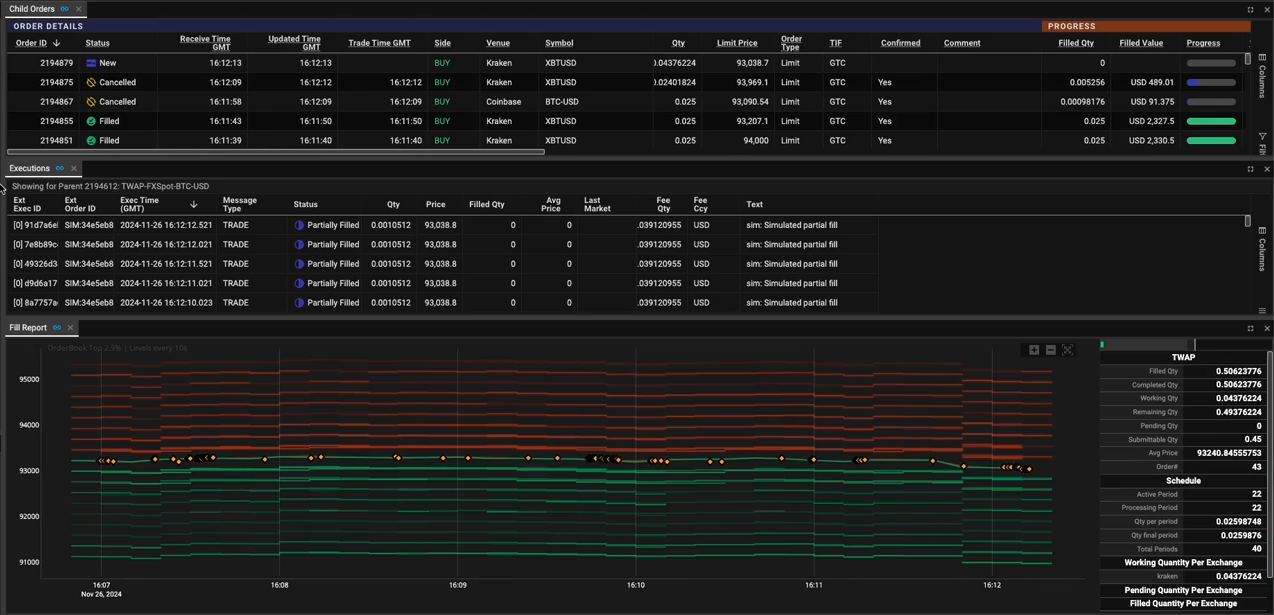 Child Orders
ORDER DETAILS PROGRESS
Order ID Status Receive Time GMT Updated Time GMT Trade Time GMT Side Venue Symbol Qty Limit Price Order Type TIF Confirmed Comment Filled Qty Filled Value Progress
2194879 New 16:12:13 16:12:13 BUY Kraken XBTUSD 0.04376224 93,038.7 Limit GTC 0
2194875 Cancelled 16:12:09 16:12:12 16:12:12 BUY Kraken XBTUSD 0.02401824 93,969.1 Limit GTC Yes 0.005256 USD 489.01
2194867 Cancelled 16:11:58 16:12:09 16:12:09 BUY Coinbase BTC-USD 0.025 93,090.54 Limit GTC Yes 0.00098176 USD 91.375
2194855 Filled 16:11:43 16:11:50 16:11:50 BUY Kraken XBTUSD 0.025 93,207.1 Limit GTC Yes 0.025 USD 2,327.5
2194851 Filled 16:11:39 16:11:40 16:11:40 BUY Kraken XBTUSD 0.025 94,000 Limit GTC Yes 0.025 USD 2,330.5
Columns
Executions
Showing for Parent 2194612: TWAP-FXSpot-BTC-USD
Ext Exec ID Ext Order ID Exec Time (GMT) Message Type Status Qty Price Filled Qty Avg Price Last Market Fee Qty Fee Ccy Text
[0] 91d7a6e SIM:34e5eb8 2024-11-26 16:12:12.521 TRADE Partially Filled 0.0010512 93,038.8 0 0 .039120955 USD sim: Simulated partial fill
[0] 7e8b89c- SIM:34e5eb8 2024-11-26 16:12:12.021 TRADE Partially Filled 0.0010512 93,038.8 0 0 .039120955 USD sim: Simulated partial fill
[0] 49326d3 SIM:34e5eb8 2024-11-26 16:12:11.521 TRADE Partially Filled 0.0010512 93,038.8 0 0 .039120955 USD sim: Simulated partial fill
[0] d9d6a17 SIM:34e5eb8 2024-11-26 16:12:11.021 TRADE Partially Filled 0.0010512 93,038.8 0 0 .039120955 USD sim: Simulated partial fill
[0] 8a7757a SIM:34e5eb8 2024-11-26 16:12:10.023 TRADE Partially Filled 0.0010512 93,038.8 0 0 .039120955 USD sim: Simulated partial fill
Columns
Fill Report
OrderBook Top 2.5% | Levels every 10s
95000
94000
93000
92000
91000
16:07 16:08 16:09 16:10 16:11 16:12
Nov 26, 2024
TWAP
Filled Qty 0.50623776
Completed Qty 0.50623776
Working Qty 0.04376224
Remaining Qty 0.49376224
Pending Qty 0
Submittable Qty 0.45
Avg Price 93240.84555753
Order# 43
Schedule
Active Period 22
Processing Period 22
Qty per period 0.02598748
Qty final period 0.0259876
Total Periods 40
Working Quantity Per Exchange
kraken 0.04376224
Pending Quantity Per Exchange
Filled Quantity Per Exchange